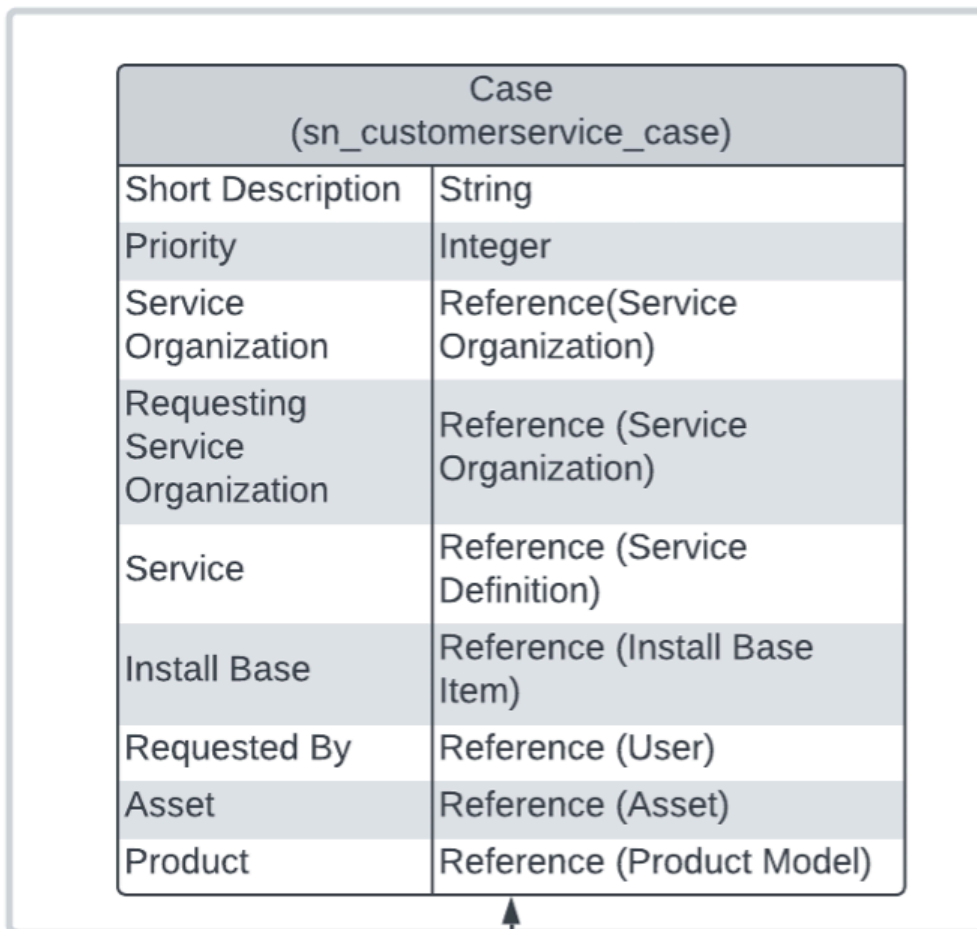 Case
(sn_customerservice_case)
Short Description String
Priority Integer
Service Reference(Service
Organization Organization)
Requesting
Service
Organization
Reference (Service
Organization)
Service
Reference (Service
Definition)
Install Base
Reference (Install Base
Item)
Requested By Reference (User)
Asset Reference (Asset)
Product Reference (Product Model)